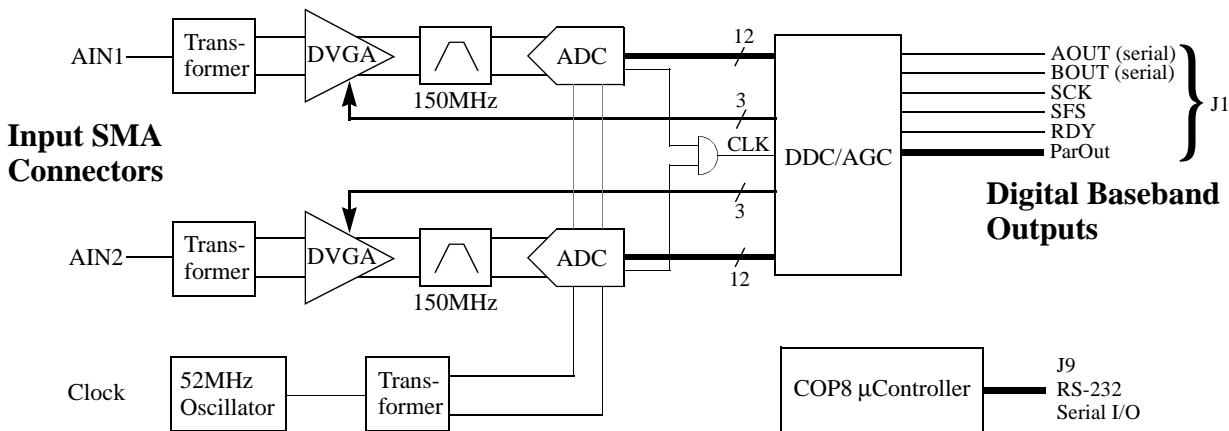 AIN1
Trans-
former
DVGA
150MHz
ADC
12
3
CLK
DDC/AGC
AOUT (serial)
BOUT (serial)
SCK
SFS
RDY
ParOut
J1
Input SMA
Connectors
Digital Baseband
Outputs
AIN2
Trans-
former
DVGA
150MHz
ADC
3
12
Clock
52MHz
Oscillator
Trans-
former
COP8 μController
J9
RS-232
Serial I/O